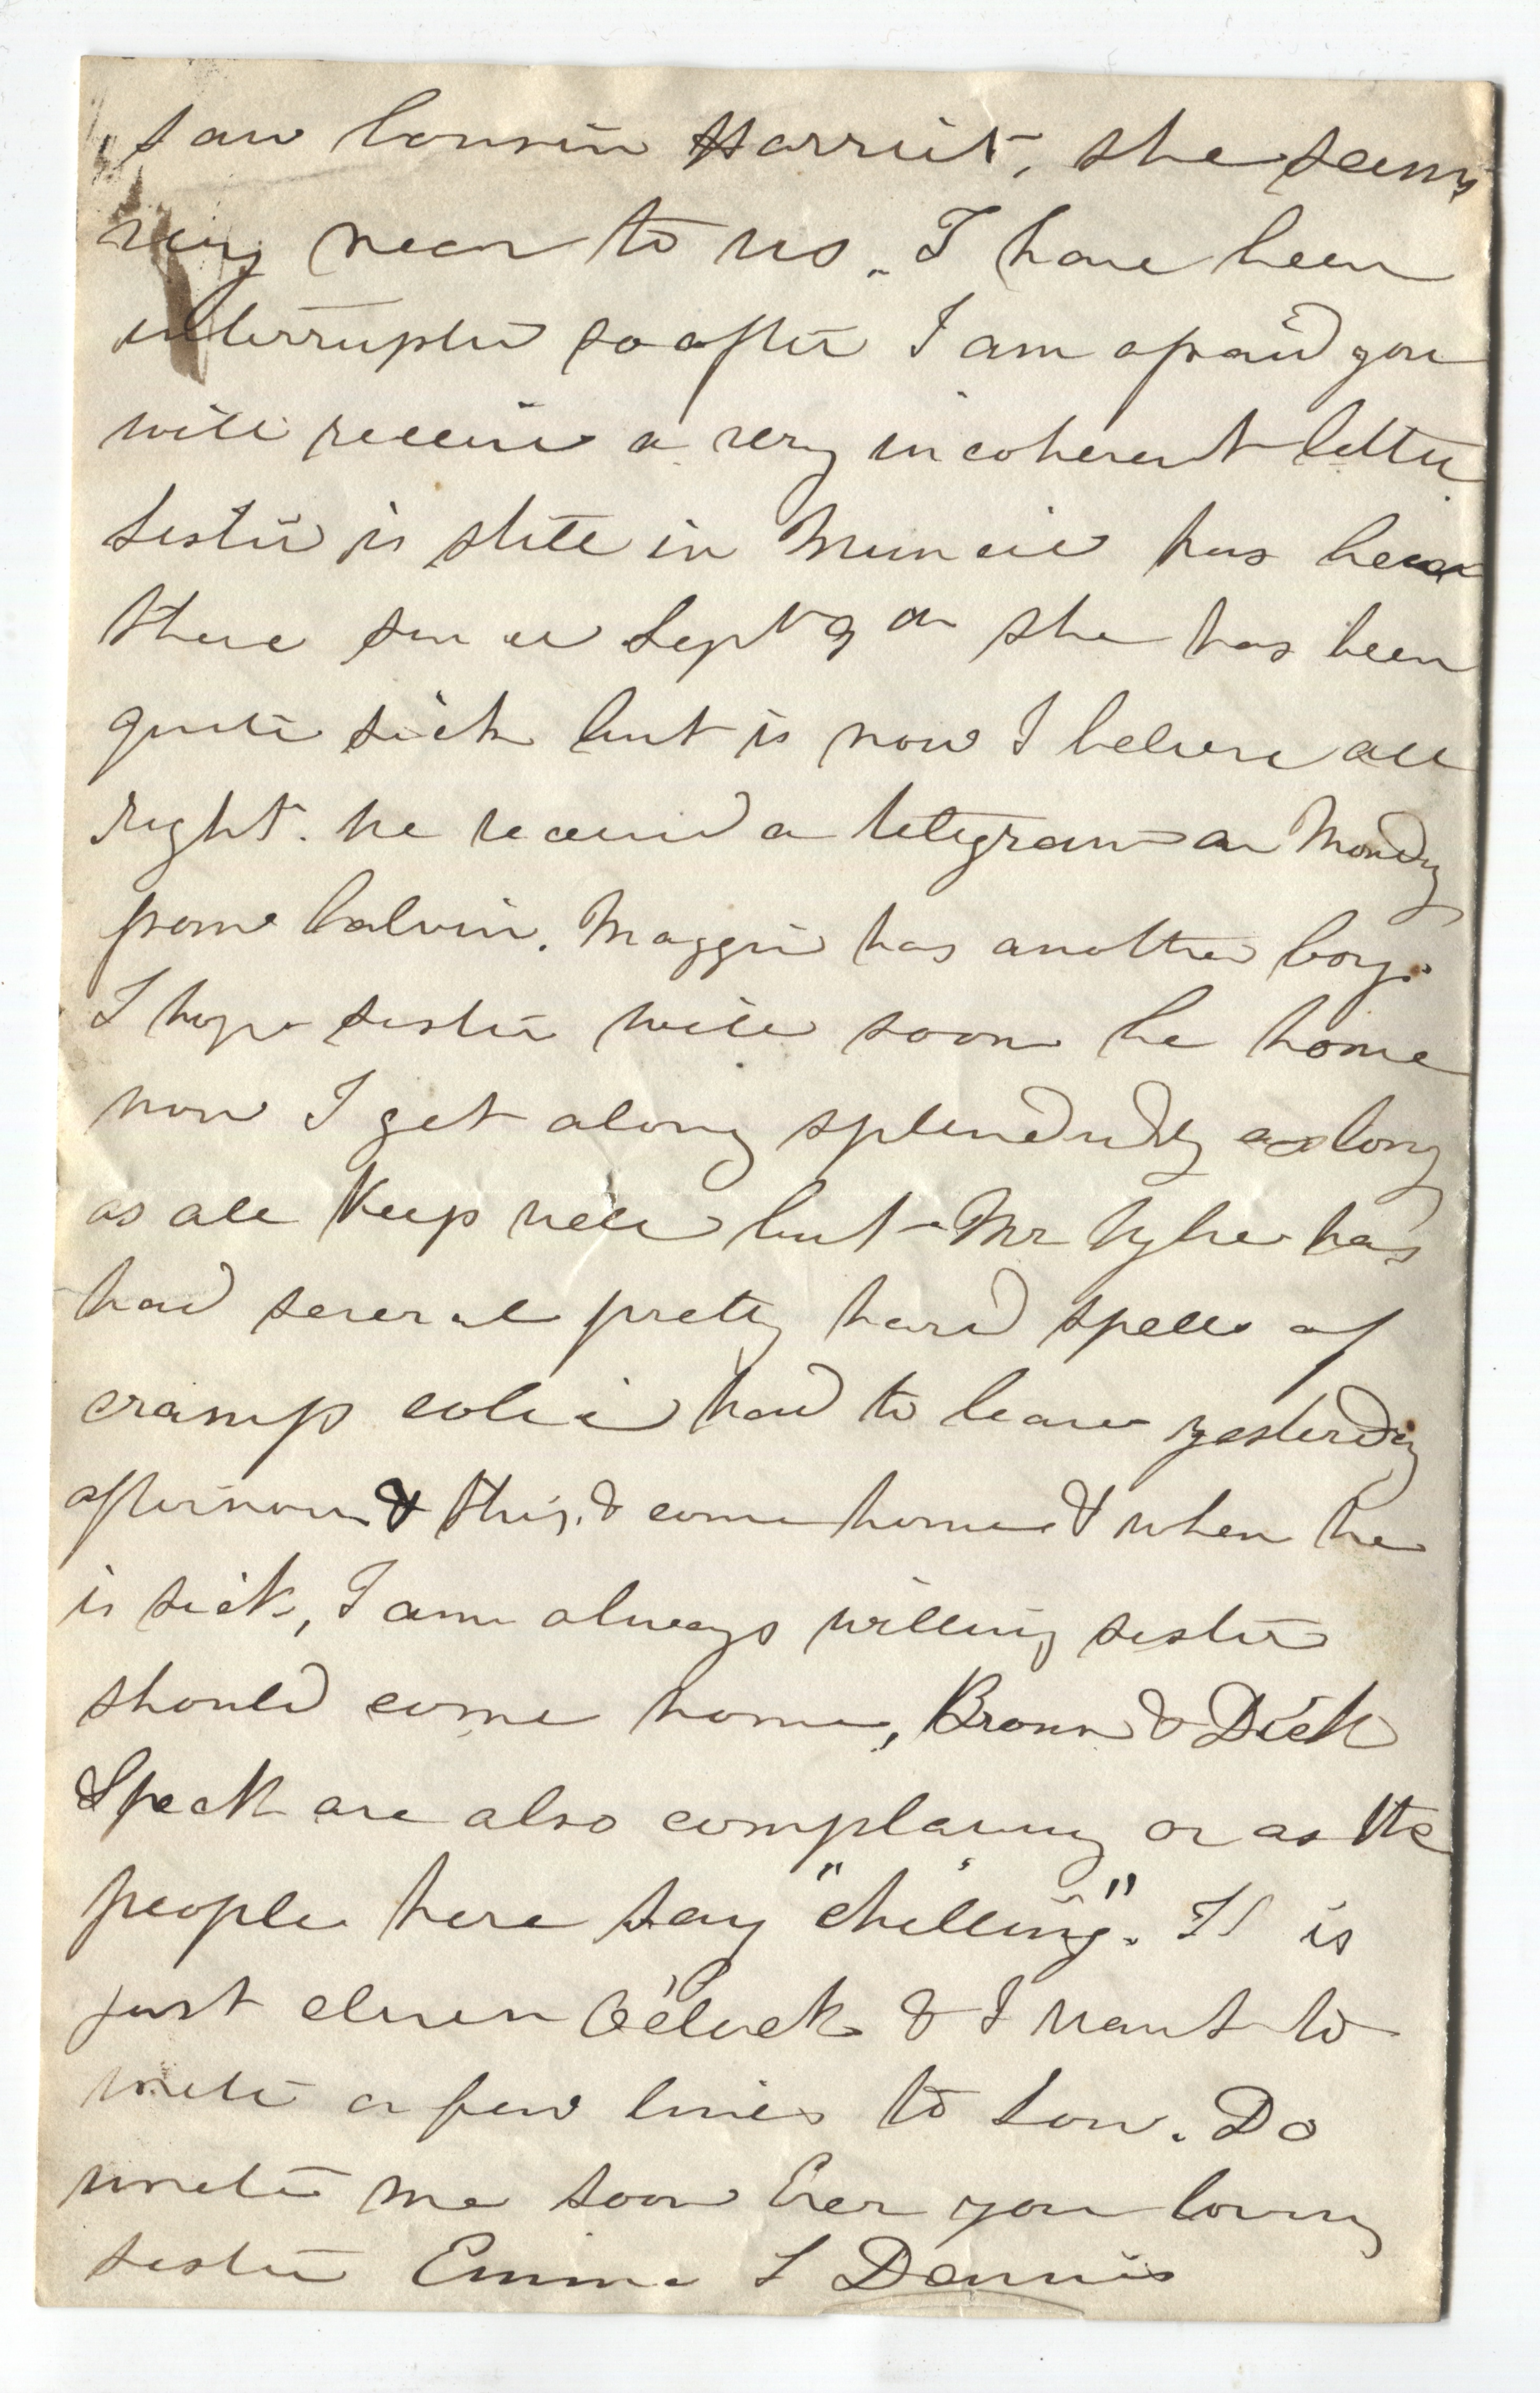 saw Cousin Harriet, she seems
very near to us. I have been
interrupted so often I am afraid you
will receive a very incoherent letter
Sister is still in Muncie has been
there since Sept she has been
quite sick but is now I believe all
right. he received a telegram on Monday
from Calvin. Maggie has another boy.
I hope sister will soon be home
now I get along splendidly as long
as all keep well but Mr has
had several pretty hard spells of
cramp colic had to leave yesterday
afternoon & this, & come home & when he
is sick, I am always willing sister
should come home, Brown & Dick
Speck are also complaining or as the
people here say "chilling". It is
just eleven O'clock & I want to
write a few lines to Lou. Do
write me soon Ever your loving
sister Emma L Dennis